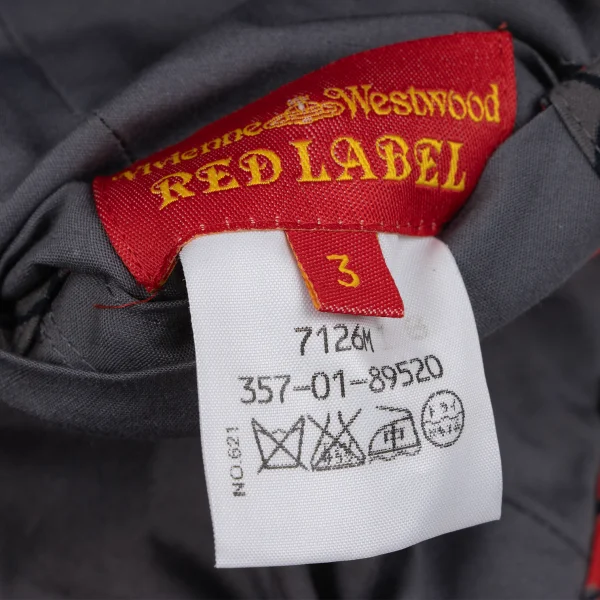 Vivienne Westwood
RED LABEL
3
7126M
357-01-89520
NO.621